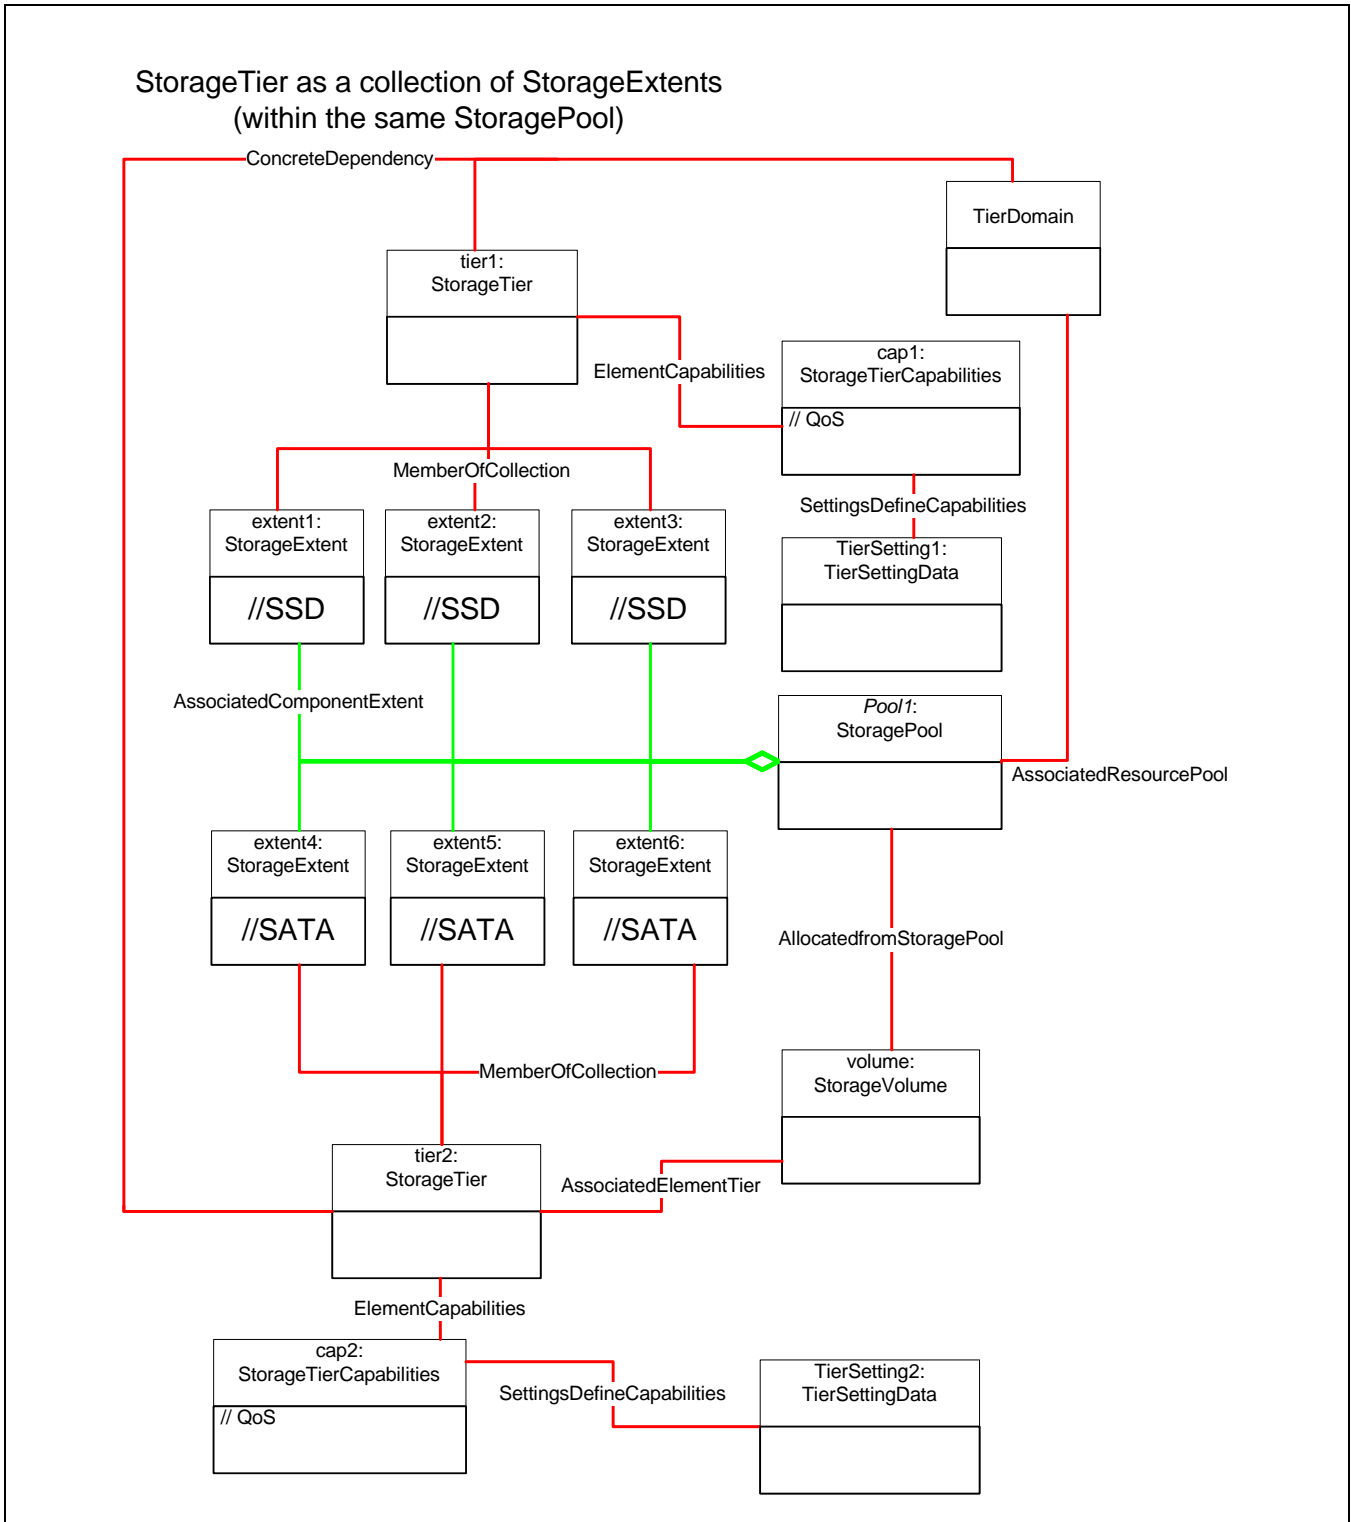 StorageTier as a collection of StorageExtents
(within the same StoragePool)
ConcreteDependency
TierDomain
tier1:
StorageTier
ElementCapabilities
cap1:
StorageTierCapabilities
// QoS
MemberOfCollection
SettingsDefineCapabilities
extent1:
StorageExtent
//SSD
extent2:
StorageExtent
//SSD
extent3:
StorageExtent
//SSD
TierSetting1:
TierSettingData
AssociatedComponentExtent
Pool1:
StoragePool
AssociatedResourcePool
extent4:
StorageExtent
//SATA
extent5:
StorageExtent
//SATA
extent6:
StorageExtent
//SATA
AllocatedfromStoragePool
MemberOfCollection
volume:
StorageVolume
tier2:
StorageTier
AssociatedElementTier
ElementCapabilities
cap2:
StorageTierCapabilities
// QoS
SettingsDefineCapabilities
TierSetting2:
TierSettingData